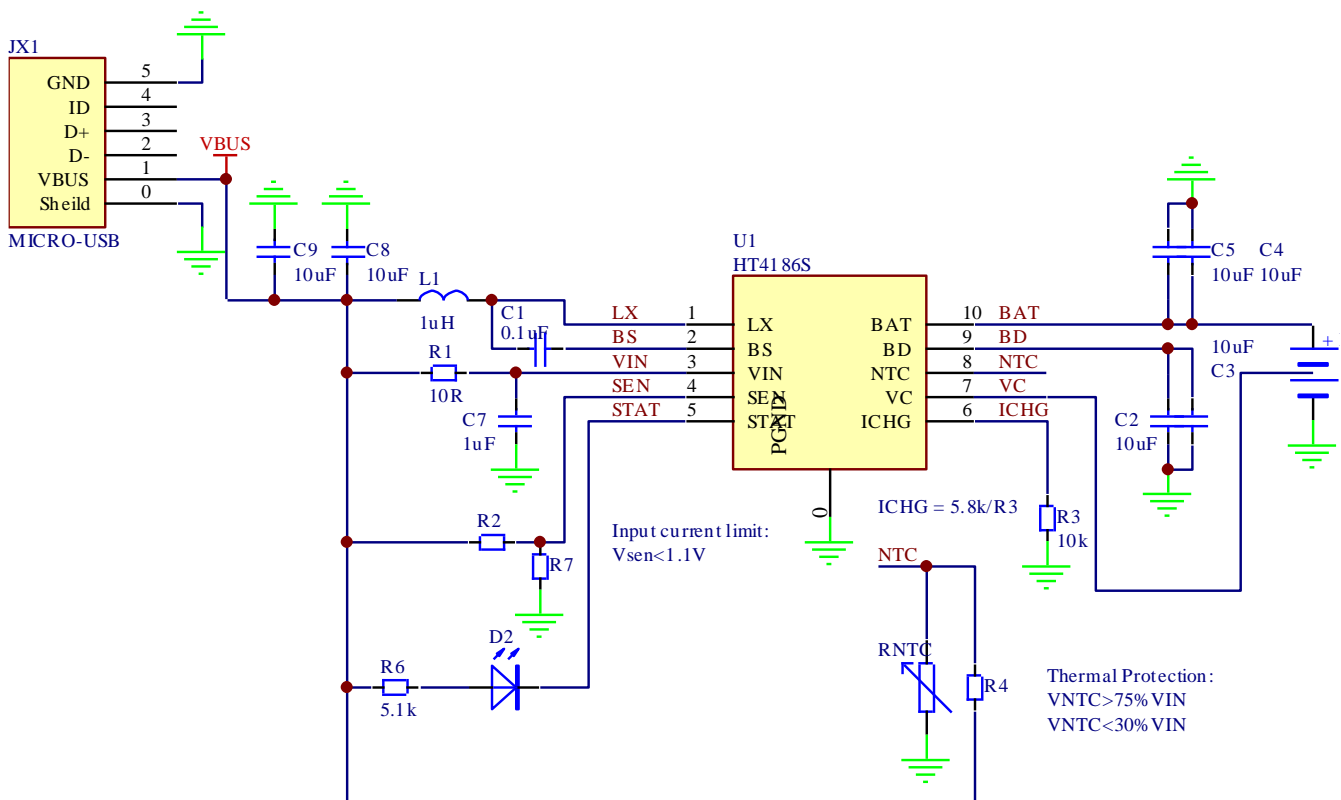 JX1
GND 5
ID 4
D+ 3
D- 2
VBUS 1
Sheild 0
MICRO-USB
VBUS
C9
10uF
C8
10uF
L1
1uH
C1
0.1uF
R1
10R
C7
1uF
R2
R7
R6
5.1k
D2
Input current limit:
Vsen<1.1V
U1
HT4186S
LX 1 LX
BS 2 BS
VIN 3 VIN
SEN 4 SEN
STAT 5 STAT
PGND
0
BAT 10 BAT
BD 9 BD
NTC 8 NTC
VC 7 VC
ICHG 6 ICHG
C5 C4
10uF 10uF
10uF
C3
+
C2
10uF
ICHG = 5.8k/R3
R3
10k
NTC
RNTC
R4
Thermal Protection:
VNTC>75%VIN
VNTC<30%VIN